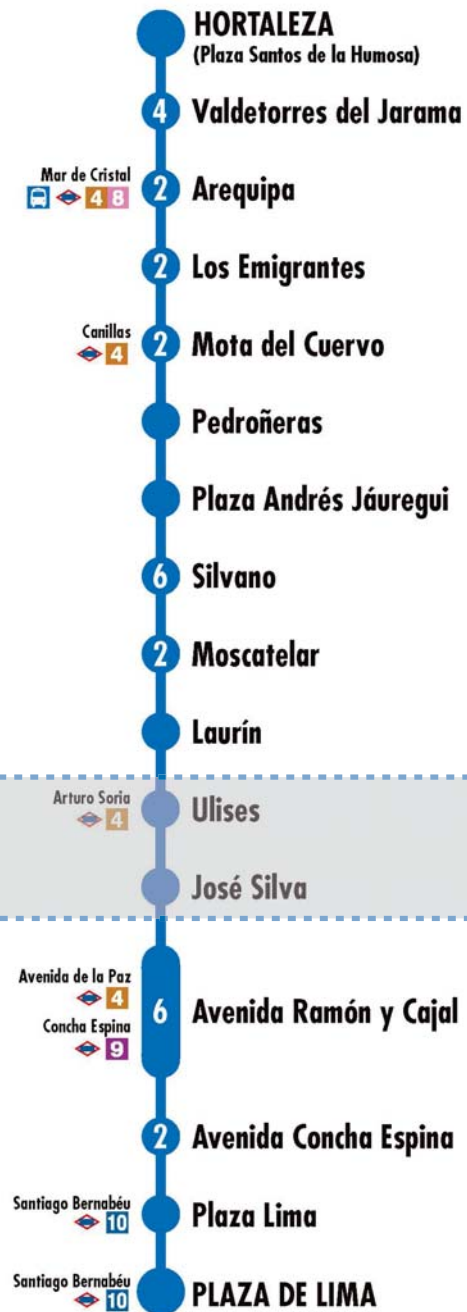 HORTALEZA
(Plaza Santos de la Humosa)
4 Valdetorres del Jarama
Mar de Cristal
4 8
2 Arequipa
2 Los Emigrantes
Canillas
4
2 Mota del Cuervo
Pedroñeras
Plaza Andrés Jáuregui
6 Silvano
2 Moscatelar
Laurín
Arturo Soria
4
Ulises
José Silva
Avenida de la Paz
4
Concha Espina
9
6 Avenida Ramón y Cajal
2 Avenida Concha Espina
Santiago Bernabéu
10
Plaza Lima
Santiago Bernabéu
10
PLAZA DE LIMA